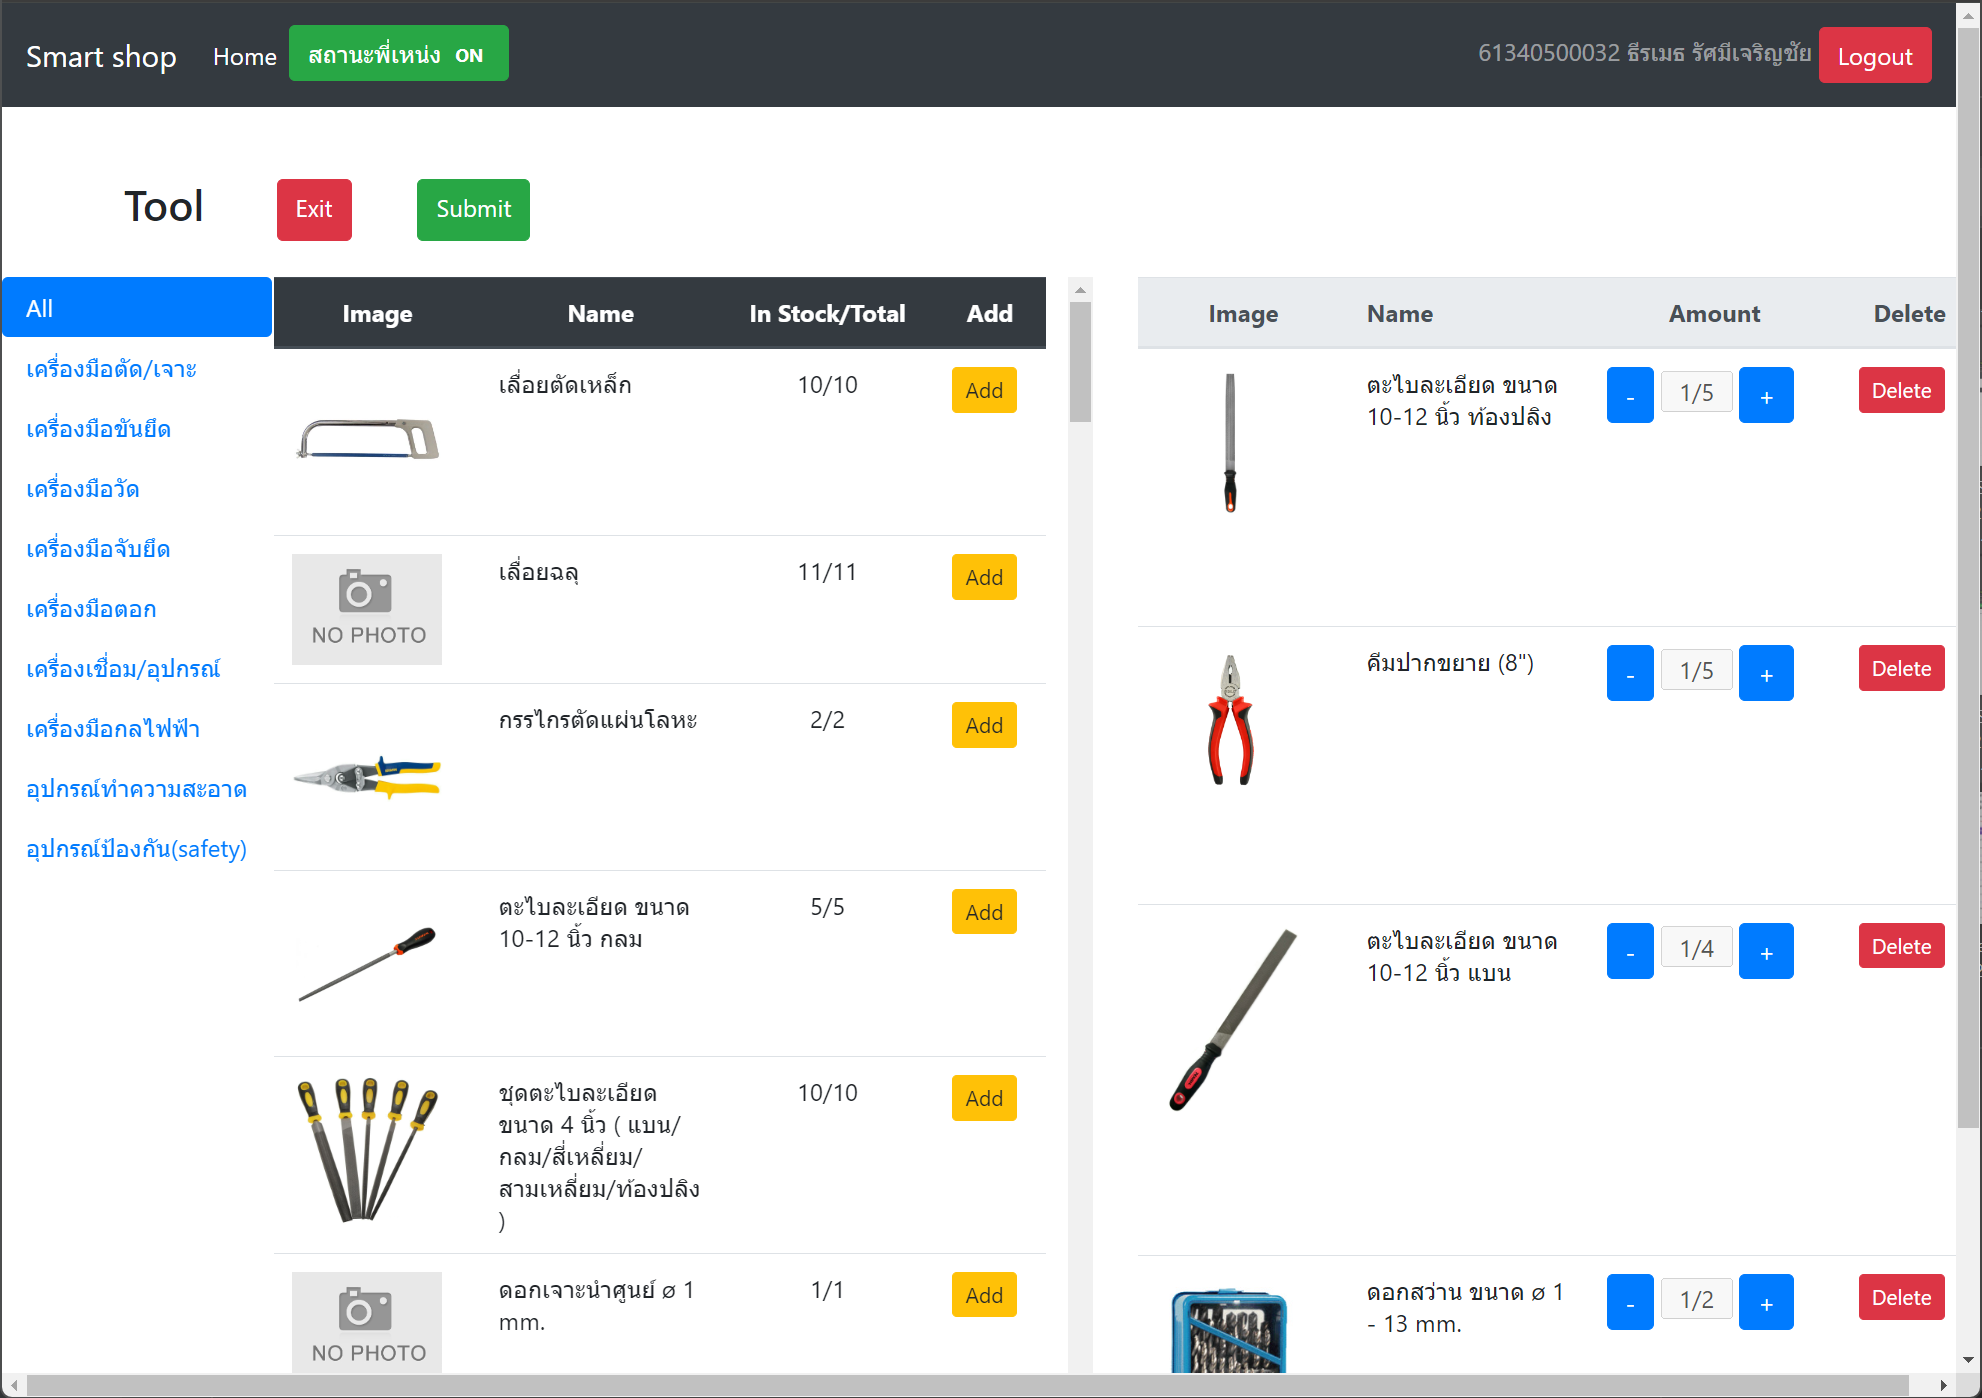 Smart shop
Home
สถานะพี่เหน่ง ON
61340500032 ธีรเมธ รัศมีเจริญชัย
Logout
Tool
Exit
Submit
All
เครื่องมือตัด/เจาะ
เครื่องมือขันยึด
เครื่องมือวัด
เครื่องมือจับยึด
เครื่องมือตอก
เครื่องเชื่อม/อุปกรณ์
เครื่องมือกลไฟฟ้า
อุปกรณ์ทำความสะอาด
อุปกรณ์ป้องกัน(safety)
Image Name In Stock/Total Add
เลื่อยตัดเหล็ก 10/10 Add
NO PHOTO
เลื่อยฉลุ 11/11 Add
กรรไกรตัดแผ่นโลหะ 2/2 Add
ตะไบละเอียด ขนาด 5/5 Add
10-12 นิ้ว กลม
ชุดตะไบละเอียด 10/10 Add
ขนาด 4 นิ้ว ( แบน/
กลม/สี่เหลี่ยม/
สามเหลี่ยม/ท้องปลิง
)
NO PHOTO
ดอกเจาะนำศูนย์ ø 1 1/1 Add
mm.
Image Name Amount Delete
ตะไบละเอียด ขนาด - 1/5 + Delete
10-12 นิ้ว ท้องปลิง
คีมปากขยาย (8") - 1/5 + Delete
ตะไบละเอียด ขนาด - 1/4 + Delete
10-12 นิ้ว แบน
ดอกสว่าน ขนาด ø 1 - 1/2 + Delete
- 13 mm.